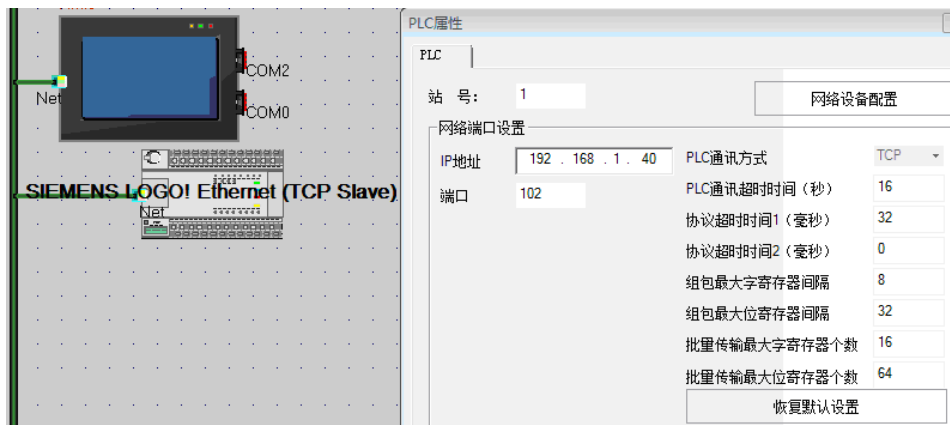 COM2
Net
COM0
SIEMENS LOGO! Ethernet (TCP Slave)
Net
PLC属性
PLC
站 号: 1
网络设备配置
网络端口设置
IP地址 192 . 168 . 1 . 40
端口 102
PLC通讯方式 TCP
PLC通讯超时时间(秒) 16
协议超时时间1(毫秒) 32
协议超时时间2(毫秒) 0
组包最大字寄存器间隔 8
组包最大位寄存器间隔 32
批量传输最大字寄存器个数 16
批量传输最大位寄存器个数 64
恢复默认设置